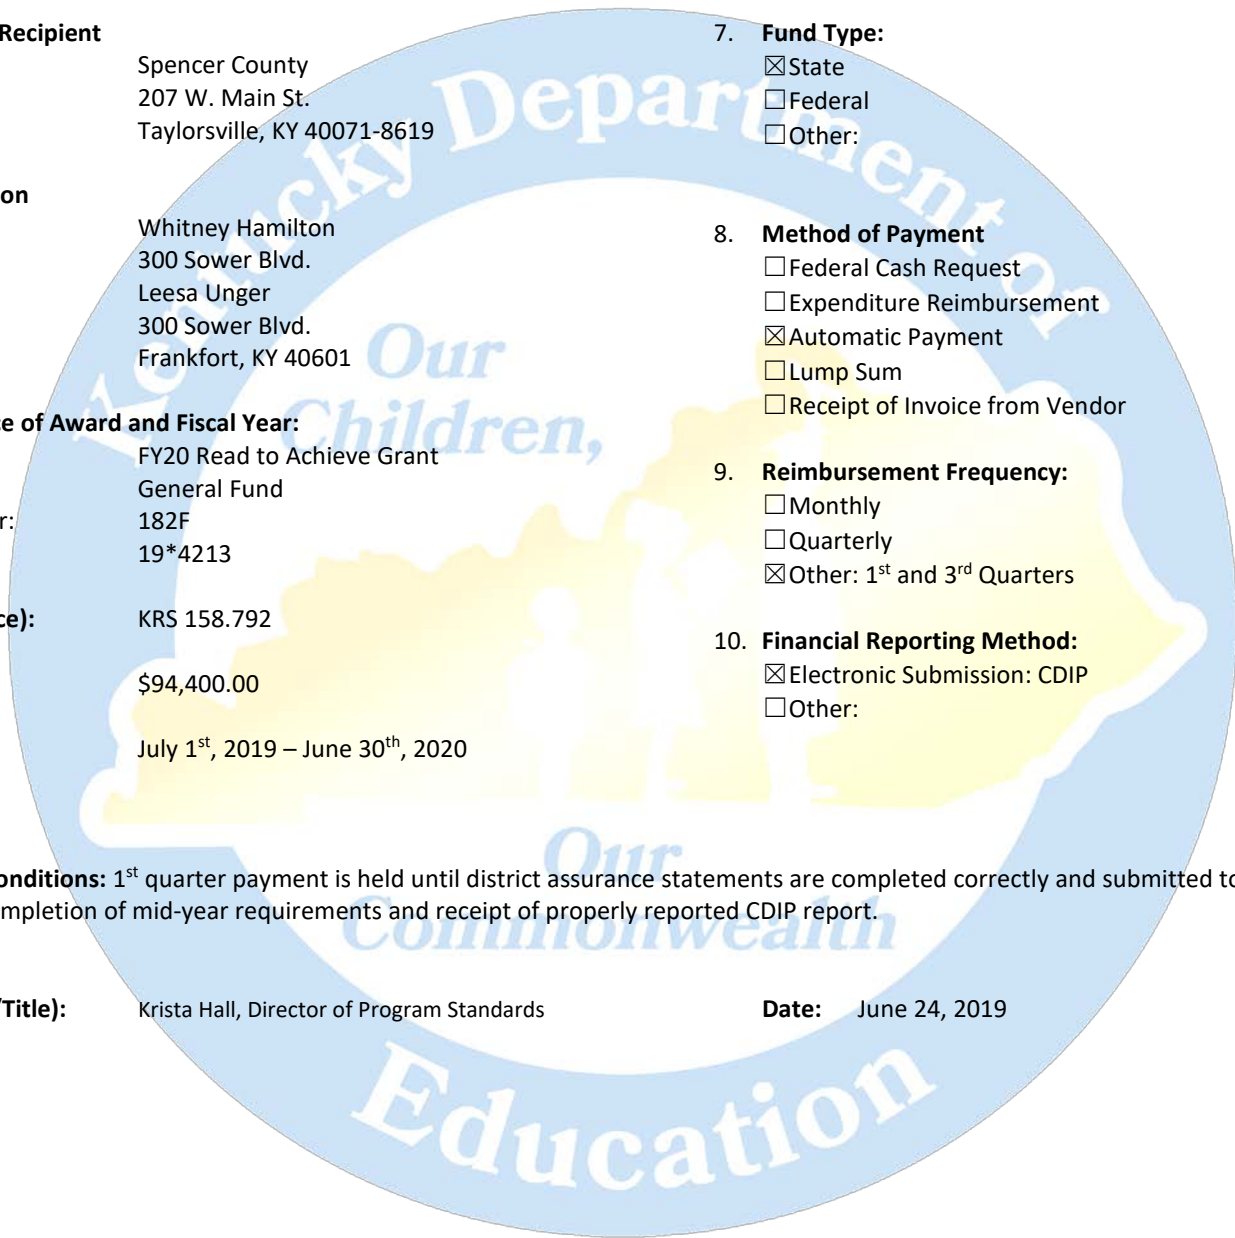 Recipient
Spencer County
207 W. Main St.
Taylorsville, KY 40071-8619
on
Whitney Hamilton
300 Sower Blvd.
Leesa Unger
300 Sower Blvd.
Frankfort, KY 40601
e of Award and Fiscal Year:
FY20 Read to Achieve Grant
General Fund
r: 182F
19*4213
ce): KRS 158.792
$94,400.00
July 1st, 2019 – June 30th, 2020
7. Fund Type:
☒State
☐Federal
☐Other:
8. Method of Payment
☐Federal Cash Request
☐Expenditure Reimbursement
☒Automatic Payment
☐Lump Sum
☐Receipt of Invoice from Vendor
9. Reimbursement Frequency:
☐Monthly
☐Quarterly
☒Other: 1st and 3rd Quarters
10. Financial Reporting Method:
☒Electronic Submission: CDIP
☐Other:
onditions: 1st quarter payment is held until district assurance statements are completed correctly and submitted to
mpletion of mid-year requirements and receipt of properly reported CDIP report.
/Title): Krista Hall, Director of Program Standards Date: June 24, 2019
Kentucky Department of
Education
Our
Children,
Our
Commonwealth